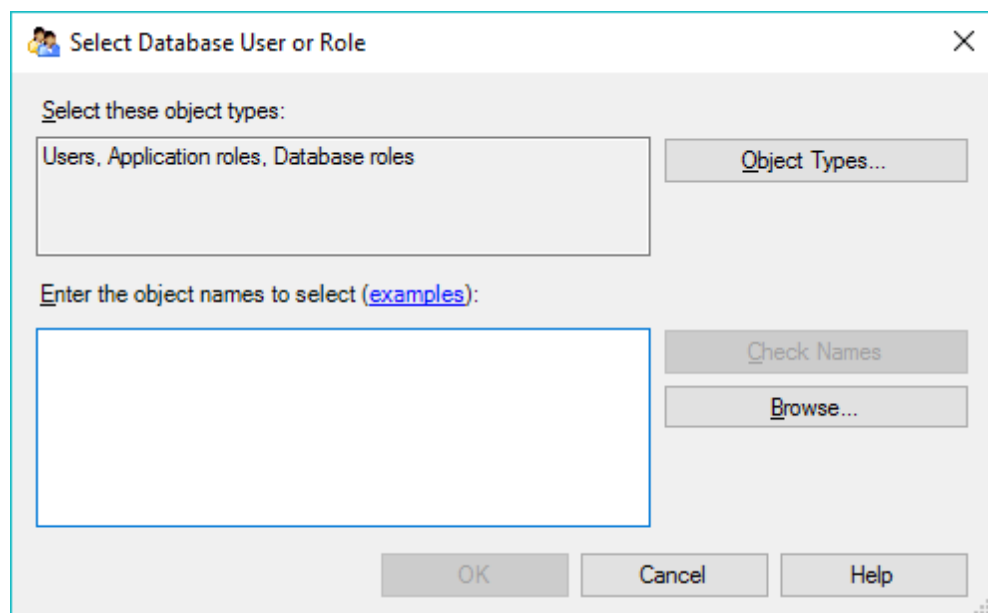 Select Database User or Role
Select these object types:
Users, Application roles, Database roles
Object Types...
Enter the object names to select (examples):
Check Names
Browse...
OK
Cancel
Help